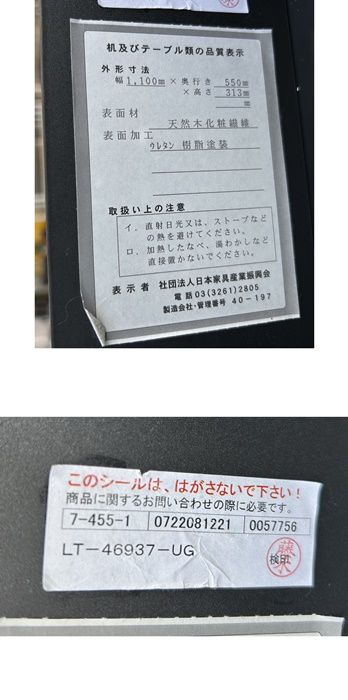 机及びテーブル類の品質表示
外形寸法
幅1,100㎜×奥行き 550㎜
×高さ 313㎜
㎜
表面材 天然木化粧繊維
表面加工
ウレタン 樹脂塗装
取扱い上の注意
イ．直射日光又は、ストーブなど
の熱を避けてください。
ロ．加熱したなべ、湯わかしなど
直接置かないでください。
表示者 社団法人日本家具産業振興会
電話 03(3261)2805
製造会社・管理番号 40-197
このシールは、はがさないで下さい！
商品に関するお問い合わせの際に必要です。
7-455-1 0722081221 0057756
LT-46937-UG 検印